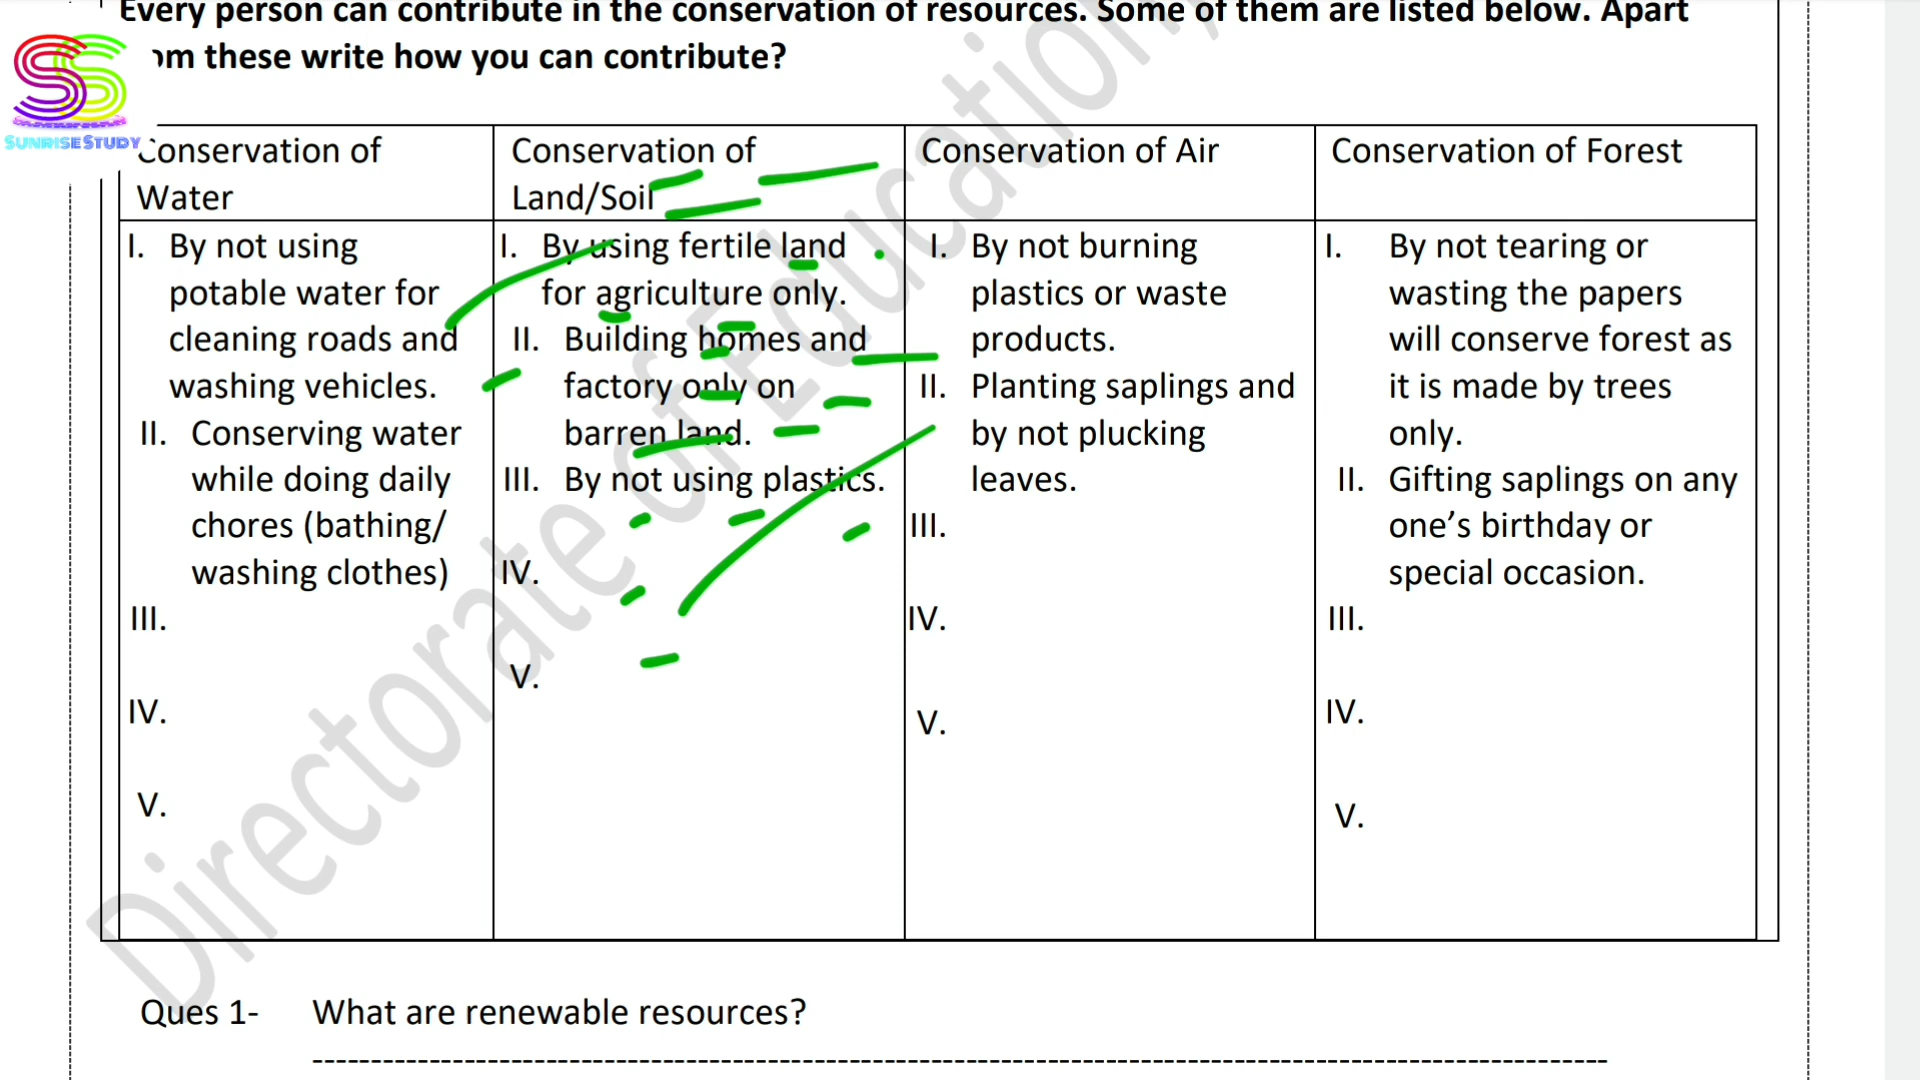 Every person can contribute in the conservation of resources. Some of them are listed below. Apart
om these write how you can contribute?
SUNRISESTUDY
Conservation of
Water
I. By not using
potable water for
cleaning roads and
washing vehicles.
II. Conserving water
while doing daily
chores (bathing/
washing clothes)
III.
IV.
V.
Conservation of
Land/Soil
I. By using fertile land
for agriculture only.
II. Building homes and
factory only on
barren land.
III. By not using plastics.
IV.
V.
Conservation of Air
I. By not burning
plastics or waste
products.
II. Planting saplings and
by not plucking
leaves.
III.
IV.
V.
Conservation of Forest
I. By not tearing or
wasting the papers
will conserve forest as
it is made by trees
only.
II. Gifting saplings on any
one’s birthday or
special occasion.
III.
IV.
V.
Directorate of Education,
Ques 1- What are renewable resources?